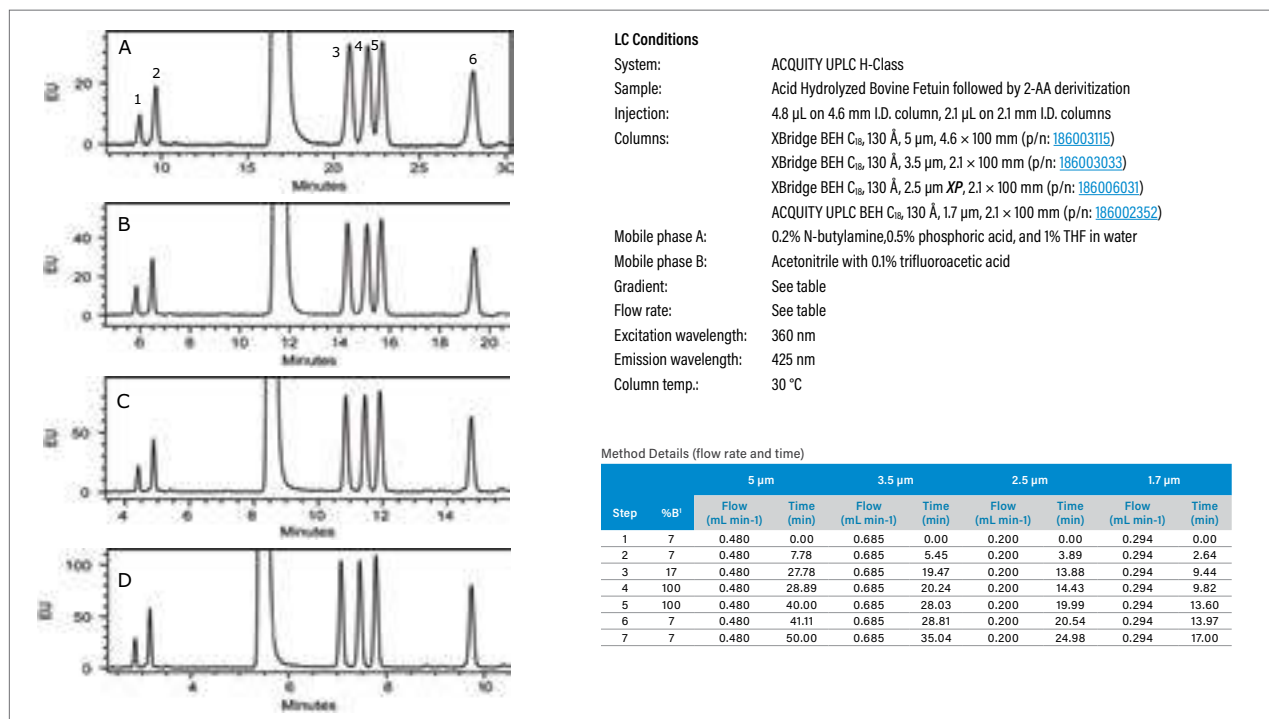 A
1
2
3
4
5
6
EU
20
0
10
15
20
25
30
Minutes
B
EU
40
20
0
6
8
10
12
14
16
18
20
Minutes
C
EU
50
0
4
6
8
10
12
14
Minutes
D
EU
100
50
0
4
6
8
10
Minutes
LC Conditions
System: ACQUITY UPLC H-Class
Sample: Acid Hydrolyzed Bovine Fetuin followed by 2-AA derivitization
Injection: 4.8 µL on 4.6 mm I.D. column, 2.1 µL on 2.1 mm I.D. columns
Columns: XBridge BEH C₁₈, 130 Å, 5 µm, 4.6 × 100 mm (p/n: 186003115)
XBridge BEH C₁₈, 130 Å, 3.5 µm, 2.1 × 100 mm (p/n: 186003033)
XBridge BEH C₁₈, 130 Å, 2.5 µm XP, 2.1 × 100 mm (p/n: 186006031)
ACQUITY UPLC BEH C₁₈, 130 Å, 1.7 µm, 2.1 × 100 mm (p/n: 186002352)
Mobile phase A: 0.2% N-butylamine,0.5% phosphoric acid, and 1% THF in water
Mobile phase B: Acetonitrile with 0.1% trifluoroacetic acid
Gradient: See table
Flow rate: See table
Excitation wavelength: 360 nm
Emission wavelength: 425 nm
Column temp.: 30 °C
Method Details (flow rate and time)
5 µm 3.5 µm 2.5 µm 1.7 µm
Step %B¹ Flow (mL min-1) Time (min) Flow (mL min-1) Time (min) Flow (mL min-1) Time (min) Flow (mL min-1) Time (min)
1 7 0.480 0.00 0.685 0.00 0.200 0.00 0.294 0.00
2 7 0.480 7.78 0.685 5.45 0.200 3.89 0.294 2.64
3 17 0.480 27.78 0.685 19.47 0.200 13.88 0.294 9.44
4 100 0.480 28.89 0.685 20.24 0.200 14.43 0.294 9.82
5 100 0.480 40.00 0.685 28.03 0.200 19.99 0.294 13.60
6 7 0.480 41.11 0.685 28.81 0.200 20.54 0.294 13.97
7 7 0.480 50.00 0.685 35.04 0.200 24.98 0.294 17.00